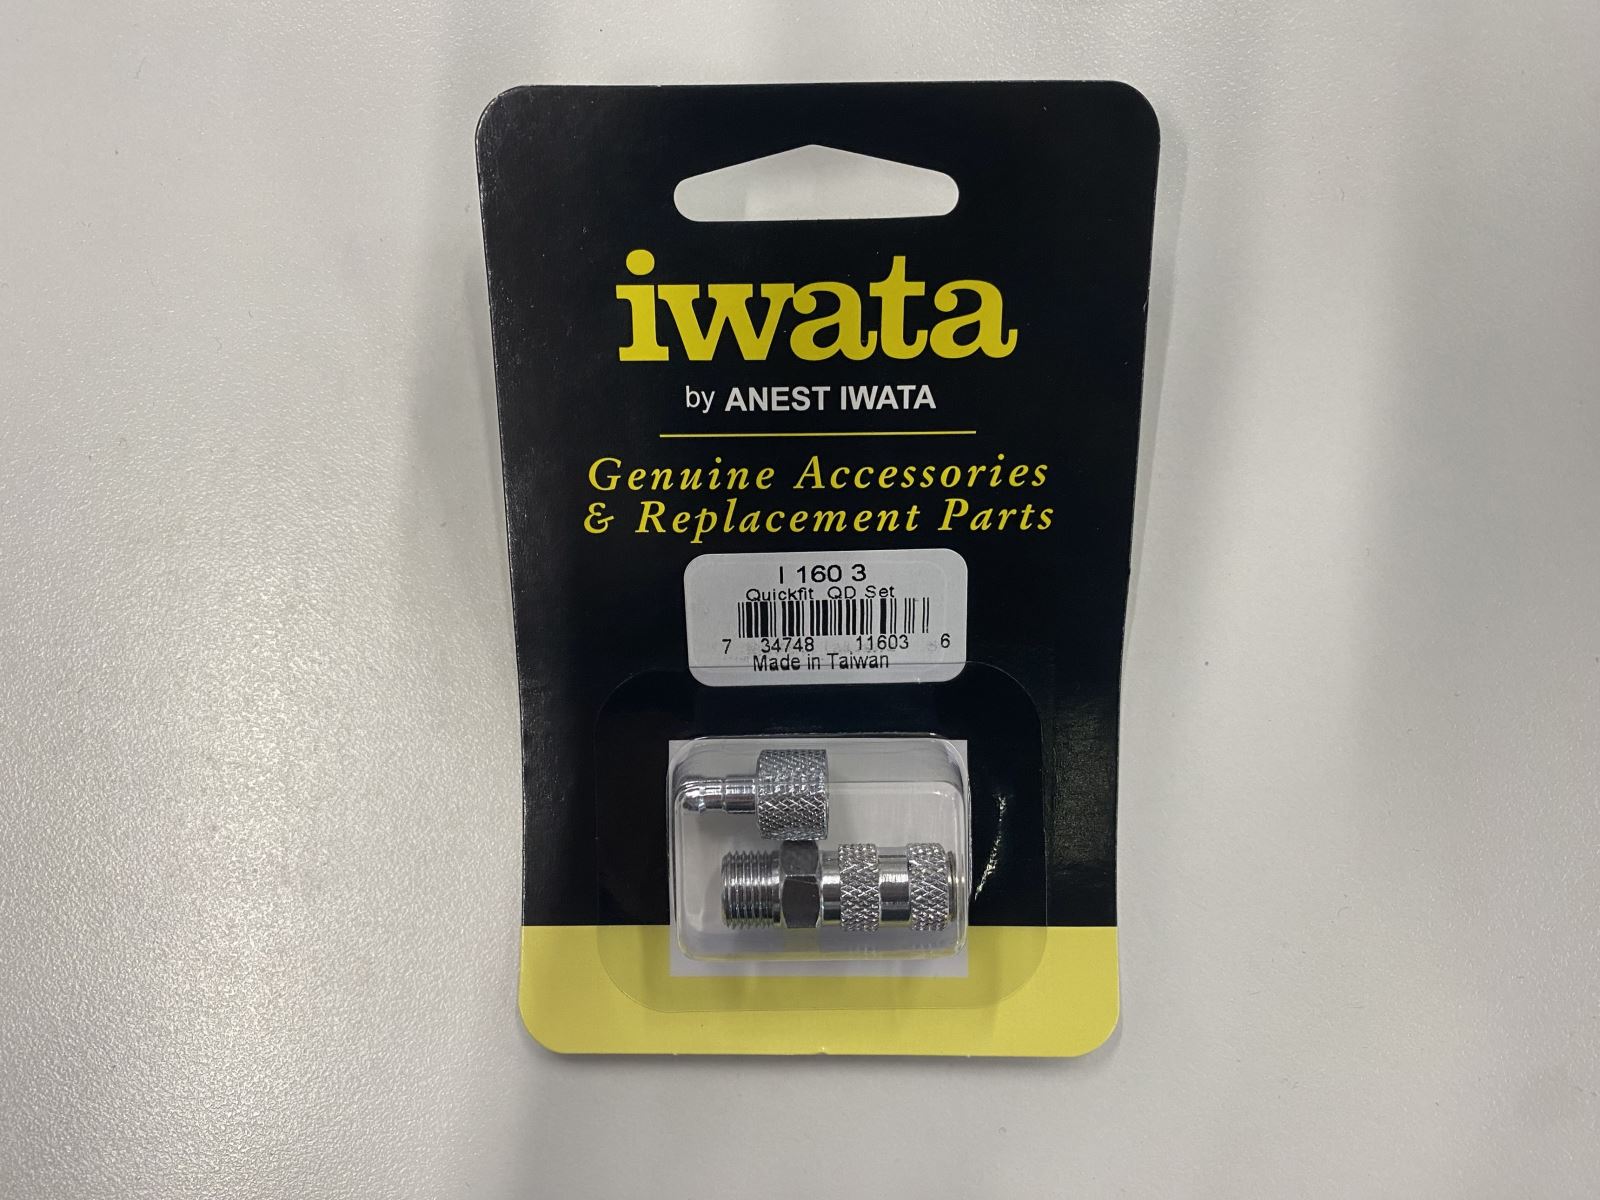 iwata
by ANEST IWATA
Genuine Accessories
& Replacement Parts
I 160 3
Quickfit QD Set
7 34748 11603 6
Made in Taiwan